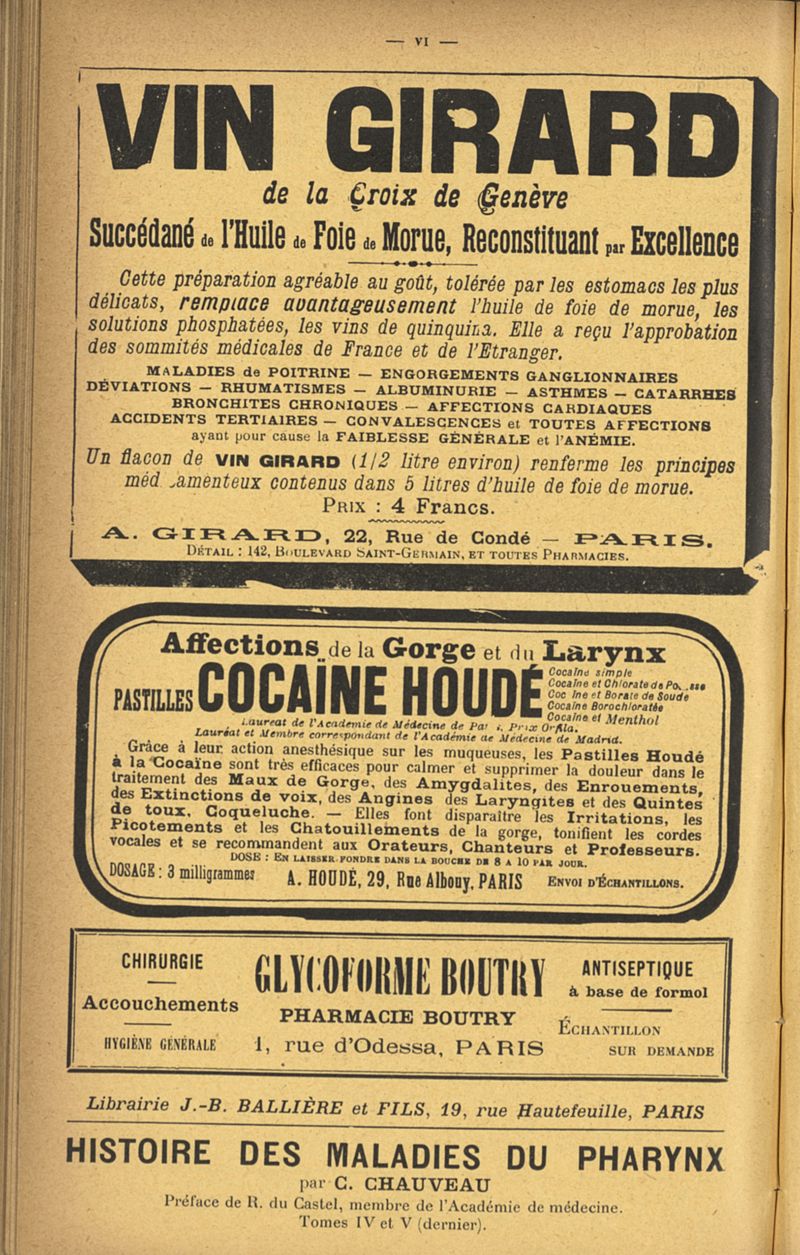 — VI —
VIN GIRARD
de la Croix de Genève
Succédané de l'Huile de Foie de Morue, Reconstituant par Excellence
Cette préparation agréable au goût, tolérée par les estomacs les plus
délicats, remplace avantageusement l'huile de foie de morue, les
solutions phosphatées, les vins de quinquina. Elle a reçu l'approbation
des sommités médicales de France et de l'Etranger.
MALADIES de POITRINE — ENGORGEMENTS GANGLIONNAIRES
DÉVIATIONS — RHUMATISMES — ALBUMINURIE — ASTHMES — CATARRHES
BRONCHITES CHRONIQUES — AFFECTIONS CARDIAQUES
ACCIDENTS TERTIAIRES — CONVALESCENCES et TOUTES AFFECTIONS
ayant pour cause la FAIBLESSE GÉNÉRALE et l'ANÉMIE.
Un flacon de VIN GIRARD (1/2 litre environ) renferme les principes
médicamenteux contenus dans 5 litres d'huile de foie de morue.
PRIX : 4 Francs.
A. GIRARD, 22, Rue de Condé — PARIS.
DÉTAIL : 142, BOULEVARD SAINT-GERMAIN, ET TOUTES PHARMACIES.
Affections de la Gorge et du Larynx
PASTILLES COCAÏNE HOUDÉ
Cocaïne simple
Cocaïne et Chlorate de Potasse
Cocaïne et Borate de Soude
Cocaïne Borochloratée
Cocaïne et Menthol
Laureat de l'Academie de Médecine de Paris, Prix Orfila.
Lauréat et Membre correspondant de l'Académie de Médecine de Madrid.
Grâce à leur action anesthésique sur les muqueuses, les Pastilles Houdé
à la Cocaïne sont très efficaces pour calmer et supprimer la douleur dans le
traitement des Maux de Gorge, des Amygdalites, des Enrouements,
des Extinctions de voix, des Angines des Laryngites et des Quintes
de toux, Coqueluche. — Elles font disparaître les Irritations, les
Picotements et les Chatouillements de la gorge, tonifient les cordes
vocales et se recommandent aux Orateurs, Chanteurs et Professeurs.
DOSE : EN LAISSER FONDRE DANS LA BOUCHE DE 8 A 10 PAR JOUR.
DOSAGE : 3 milligrammes A. HOUDÉ, 29, Rue Albouy, PARIS ENVOI D'ÉCHANTILLONS.
CHIRURGIE
Accouchements
HYGIÈNE GÉNÉRALE
GLYCOFORME BOUTRY
PHARMACIE BOUTRY
1, rue d'Odessa, PARIS
ANTISEPTIQUE
à base de formol
ÉCHANTILLON
SUR DEMANDE
Librairie J.-B. BALLIÈRE et FILS, 19, rue Hautefeuille, PARIS
HISTOIRE DES MALADIES DU PHARYNX
par C. CHAUVEAU
Préface de R. du Castel, membre de l'Académie de médecine.
Tomes IV et V (dernier).